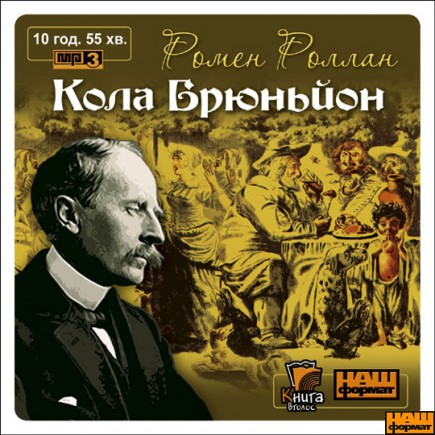 10 год. 55 хв.
mp3
Ромен Роллан
Кола Брюньйон
Книга
вголос
НАШ
формат
НАШ
формат